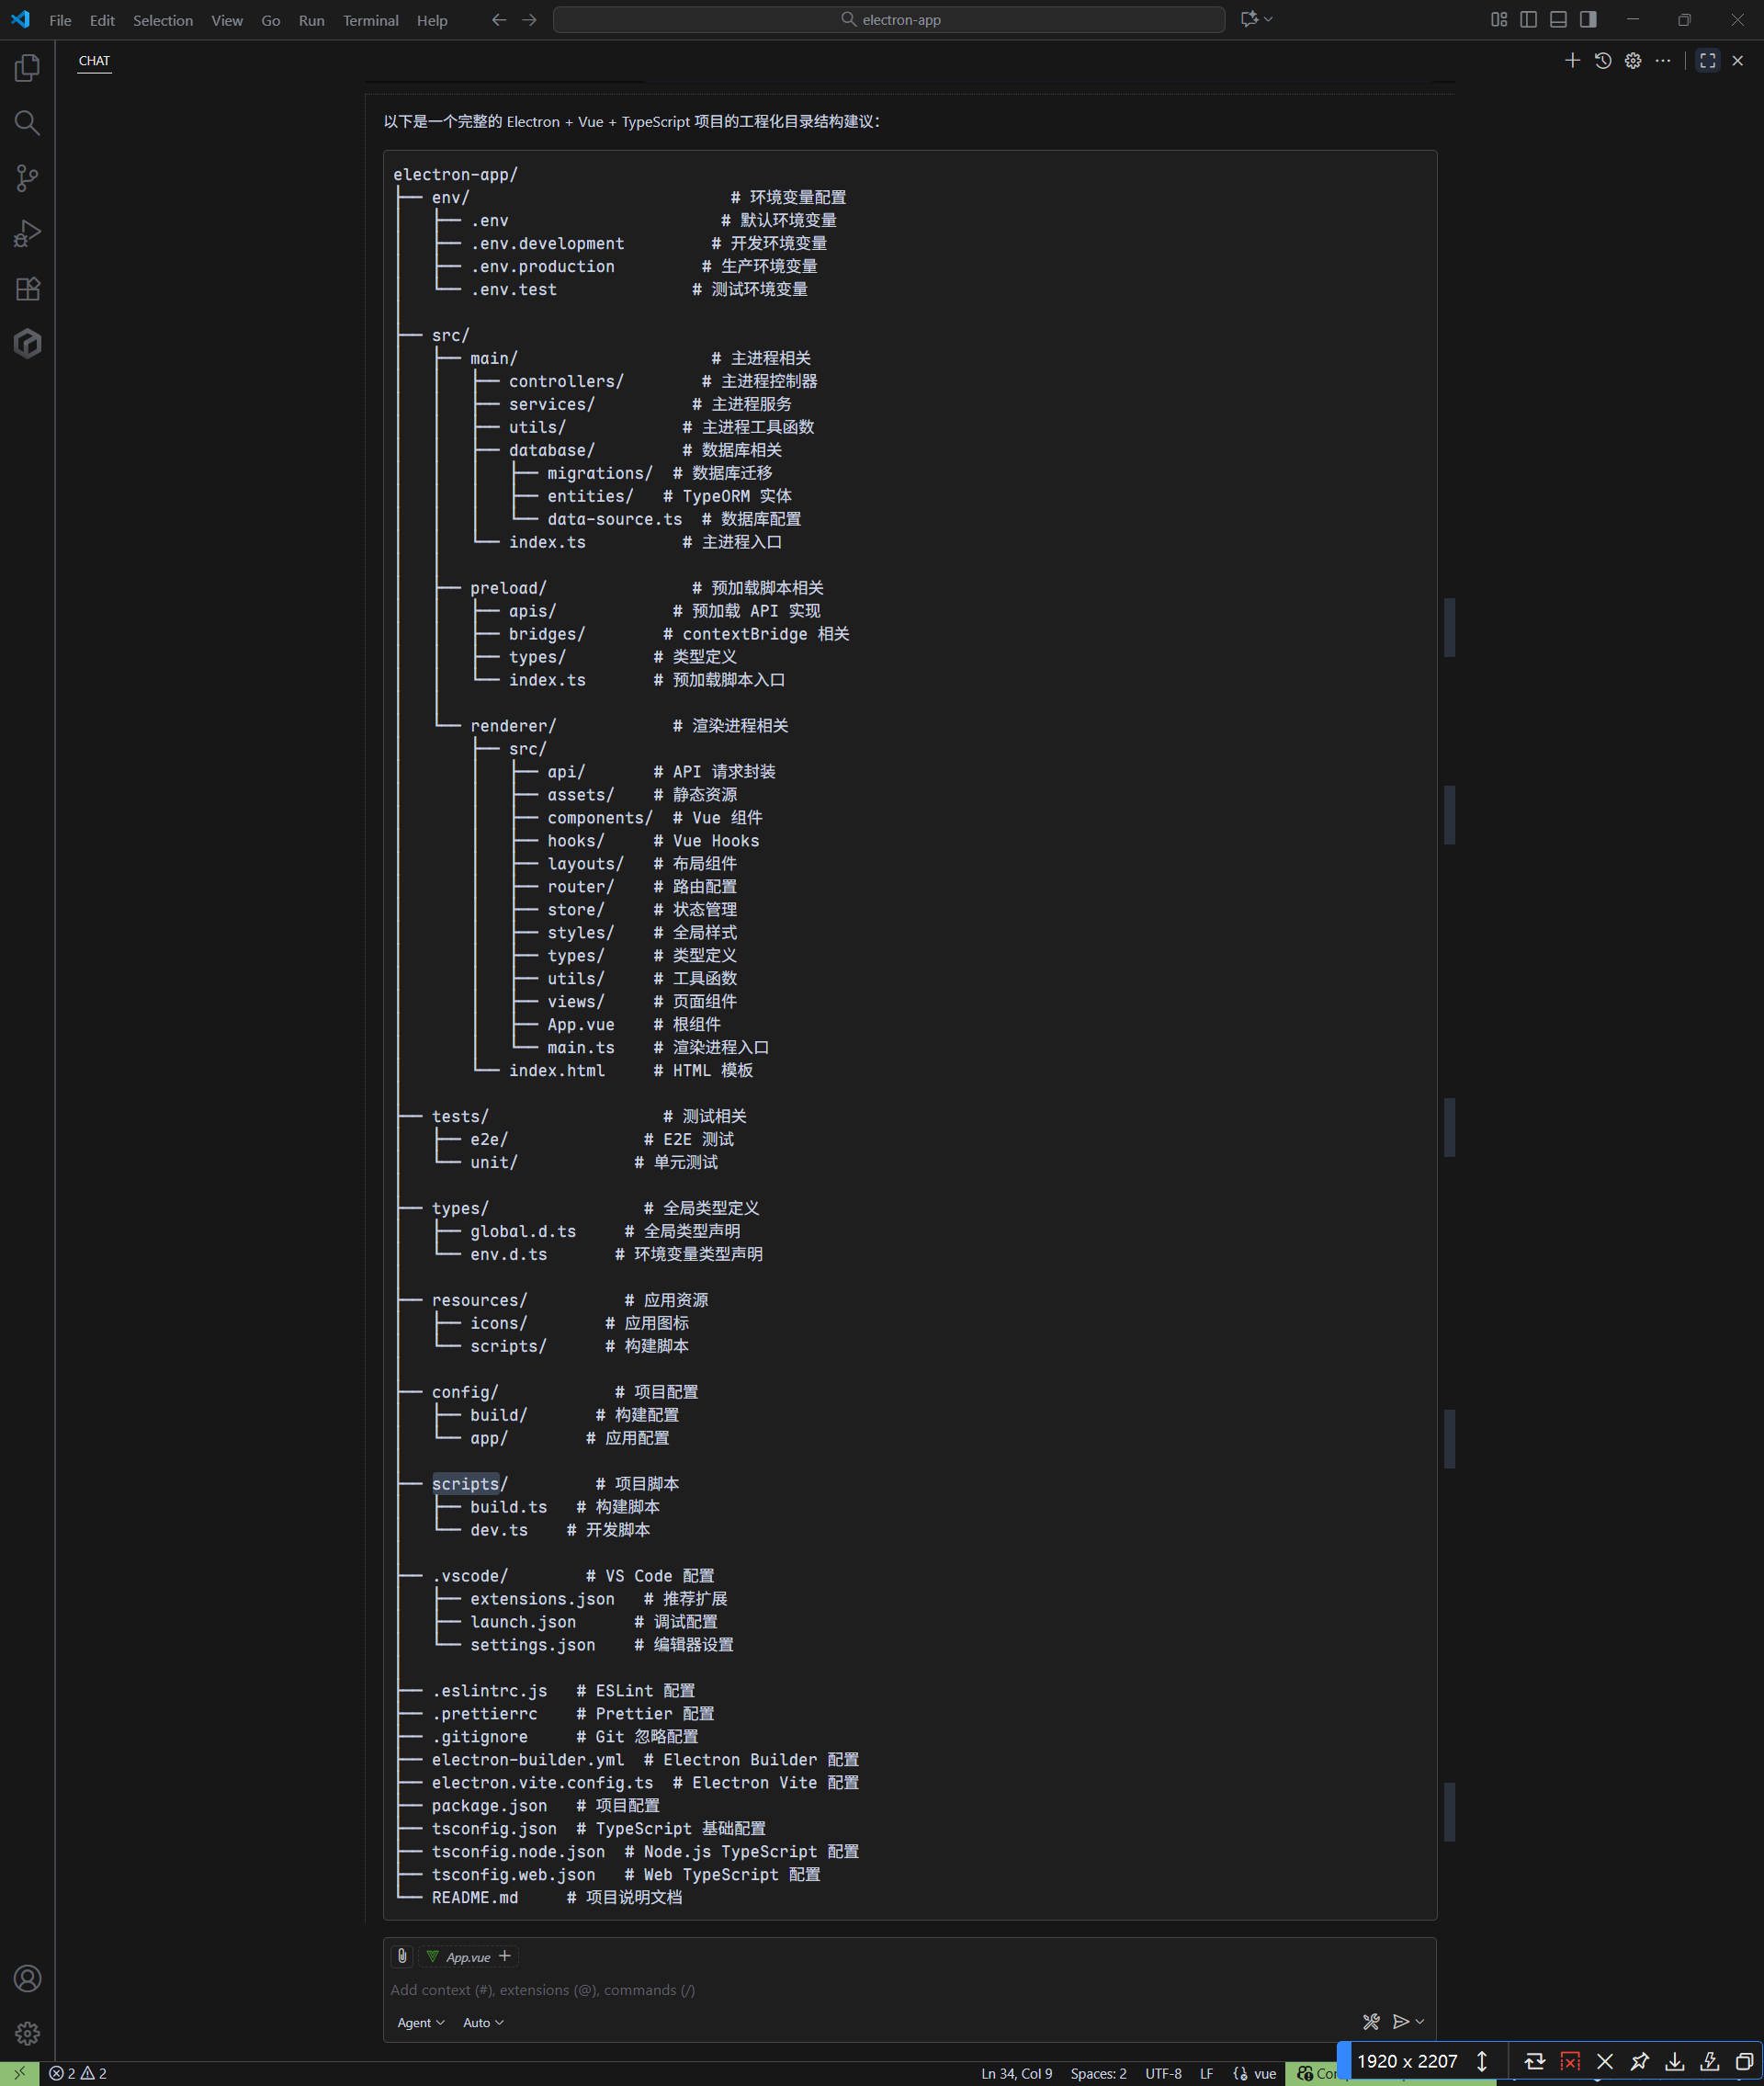 File Edit Selection View Go Run Terminal Help electron-app
CHAT
以下是一个完整的 Electron + Vue + TypeScript 项目的工程化目录结构建议：
electron-app/
├── env/ # 环境变量配置
│   ├── .env # 默认环境变量
│   ├── .env.development # 开发环境变量
│   ├── .env.production # 生产环境变量
│   └── .env.test # 测试环境变量
│
├── src/
│   ├── main/ # 主进程相关
│   │   ├── controllers/ # 主进程控制器
│   │   ├── services/ # 主进程服务
│   │   ├── utils/ # 主进程工具函数
│   │   ├── database/ # 数据库相关
│   │   │   ├── migrations/ # 数据库迁移
│   │   │   ├── entities/ # TypeORM 实体
│   │   │   └── data-source.ts # 数据库配置
│   │   └── index.ts # 主进程入口
│   │
│   ├── preload/ # 预加载脚本相关
│   │   ├── apis/ # 预加载 API 实现
│   │   ├── bridges/ # contextBridge 相关
│   │   ├── types/ # 类型定义
│   │   └── index.ts # 预加载脚本入口
│   │
│   └── renderer/ # 渲染进程相关
│       ├── src/
│       │   ├── api/ # API 请求封装
│       │   ├── assets/ # 静态资源
│       │   ├── components/ # Vue 组件
│       │   ├── hooks/ # Vue Hooks
│       │   ├── layouts/ # 布局组件
│       │   ├── router/ # 路由配置
│       │   ├── store/ # 状态管理
│       │   ├── styles/ # 全局样式
│       │   ├── types/ # 类型定义
│       │   ├── utils/ # 工具函数
│       │   ├── views/ # 页面组件
│       │   ├── App.vue # 根组件
│       │   └── main.ts # 渲染进程入口
│       └── index.html # HTML 模板
│
├── tests/ # 测试相关
│   ├── e2e/ # E2E 测试
│   └── unit/ # 单元测试
│
├── types/ # 全局类型定义
│   ├── global.d.ts # 全局类型声明
│   └── env.d.ts # 环境变量类型声明
│
├── resources/ # 应用资源
│   ├── icons/ # 应用图标
│   └── scripts/ # 构建脚本
│
├── config/ # 项目配置
│   ├── build/ # 构建配置
│   └── app/ # 应用配置
│
├── scripts/ # 项目脚本
│   ├── build.ts # 构建脚本
│   └── dev.ts # 开发脚本
│
├── .vscode/ # VS Code 配置
│   ├── extensions.json # 推荐扩展
│   ├── launch.json # 调试配置
│   └── settings.json # 编辑器设置
│
├── .eslintrc.js # ESLint 配置
├── .prettierrc # Prettier 配置
├── .gitignore # Git 忽略配置
├── electron-builder.yml # Electron Builder 配置
├── electron.vite.config.ts # Electron Vite 配置
├── package.json # 项目配置
├── tsconfig.json # TypeScript 基础配置
├── tsconfig.node.json # Node.js TypeScript 配置
├── tsconfig.web.json # Web TypeScript 配置
└── README.md # 项目说明文档
App.vue
Add context (#), extensions (@), commands (/)
Agent Auto
1920 x 2207
2 2 Ln 34, Col 9 Spaces: 2 UTF-8 LF vue